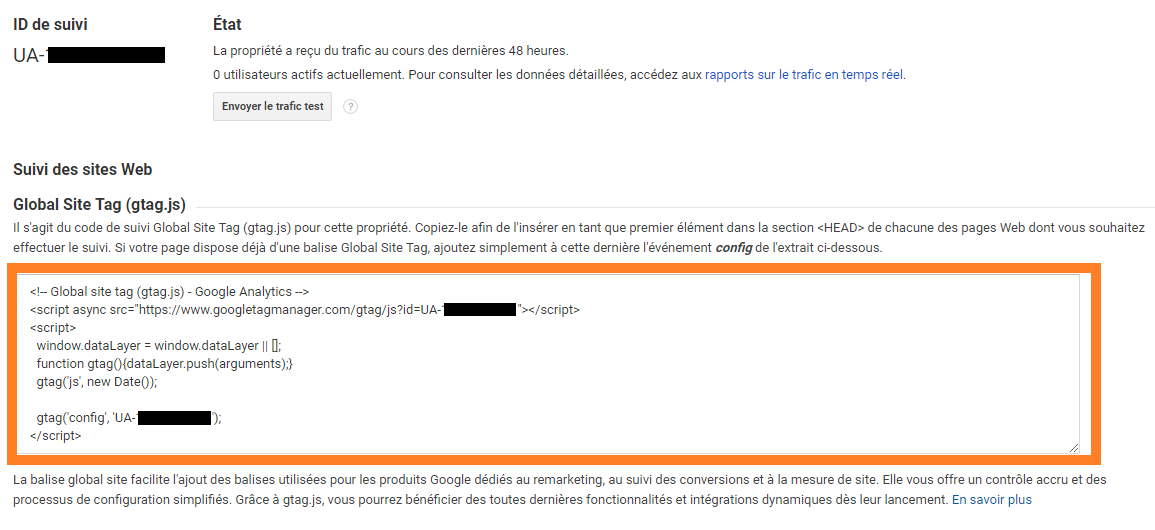 ID de suivi
État
UA-
La propriété a reçu du trafic au cours des dernières 48 heures.
0 utilisateurs actifs actuellement. Pour consulter les données détaillées, accédez aux rapports sur le trafic en temps réel.
Envoyer le trafic test
?
Suivi des sites Web
Global Site Tag (gtag.js)
Il s'agit du code de suivi Global Site Tag (gtag.js) pour cette propriété. Copiez-le afin de l'insérer en tant que premier élément dans la section <HEAD> de chacune des pages Web dont vous souhaitez
effectuer le suivi. Si votre page dispose déjà d'une balise Global Site Tag, ajoutez simplement à cette dernière l'événement config de l'extrait ci-dessous.
<!-- Global site tag (gtag.js) - Google Analytics -->
<script async src="https://www.googletagmanager.com/gtag/js?id=UA-"></script>
<script>
window.dataLayer = window.dataLayer || [];
function gtag(){dataLayer.push(arguments);}
gtag('js', new Date());
gtag('config', 'UA-');
</script>
La balise global site facilite l'ajout des balises utilisées pour les produits Google dédiés au remarketing, au suivi des conversions et à la mesure de site. Elle vous offre un contrôle accru et des
processus de configuration simplifiés. Grâce à gtag.js, vous pourrez bénéficier des toutes dernières fonctionnalités et intégrations dynamiques dès leur lancement. En savoir plus